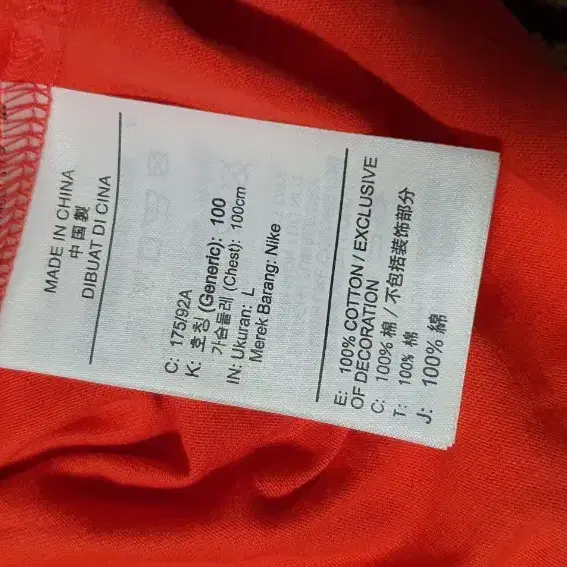 MADE IN CHINA
中国製
DIBUAT DI CINA
C: 175/92A
K: 호칭 (Generic): 100
가슴둘레 (Chest): 100cm
IN: Ukuran: L
Merek Barang: Nike
E: 100% COTTON / EXCLUSIVE
OF DECORATION
C: 100% 棉 / 不包括装饰部分
T: 100% 棉
J: 100% 綿